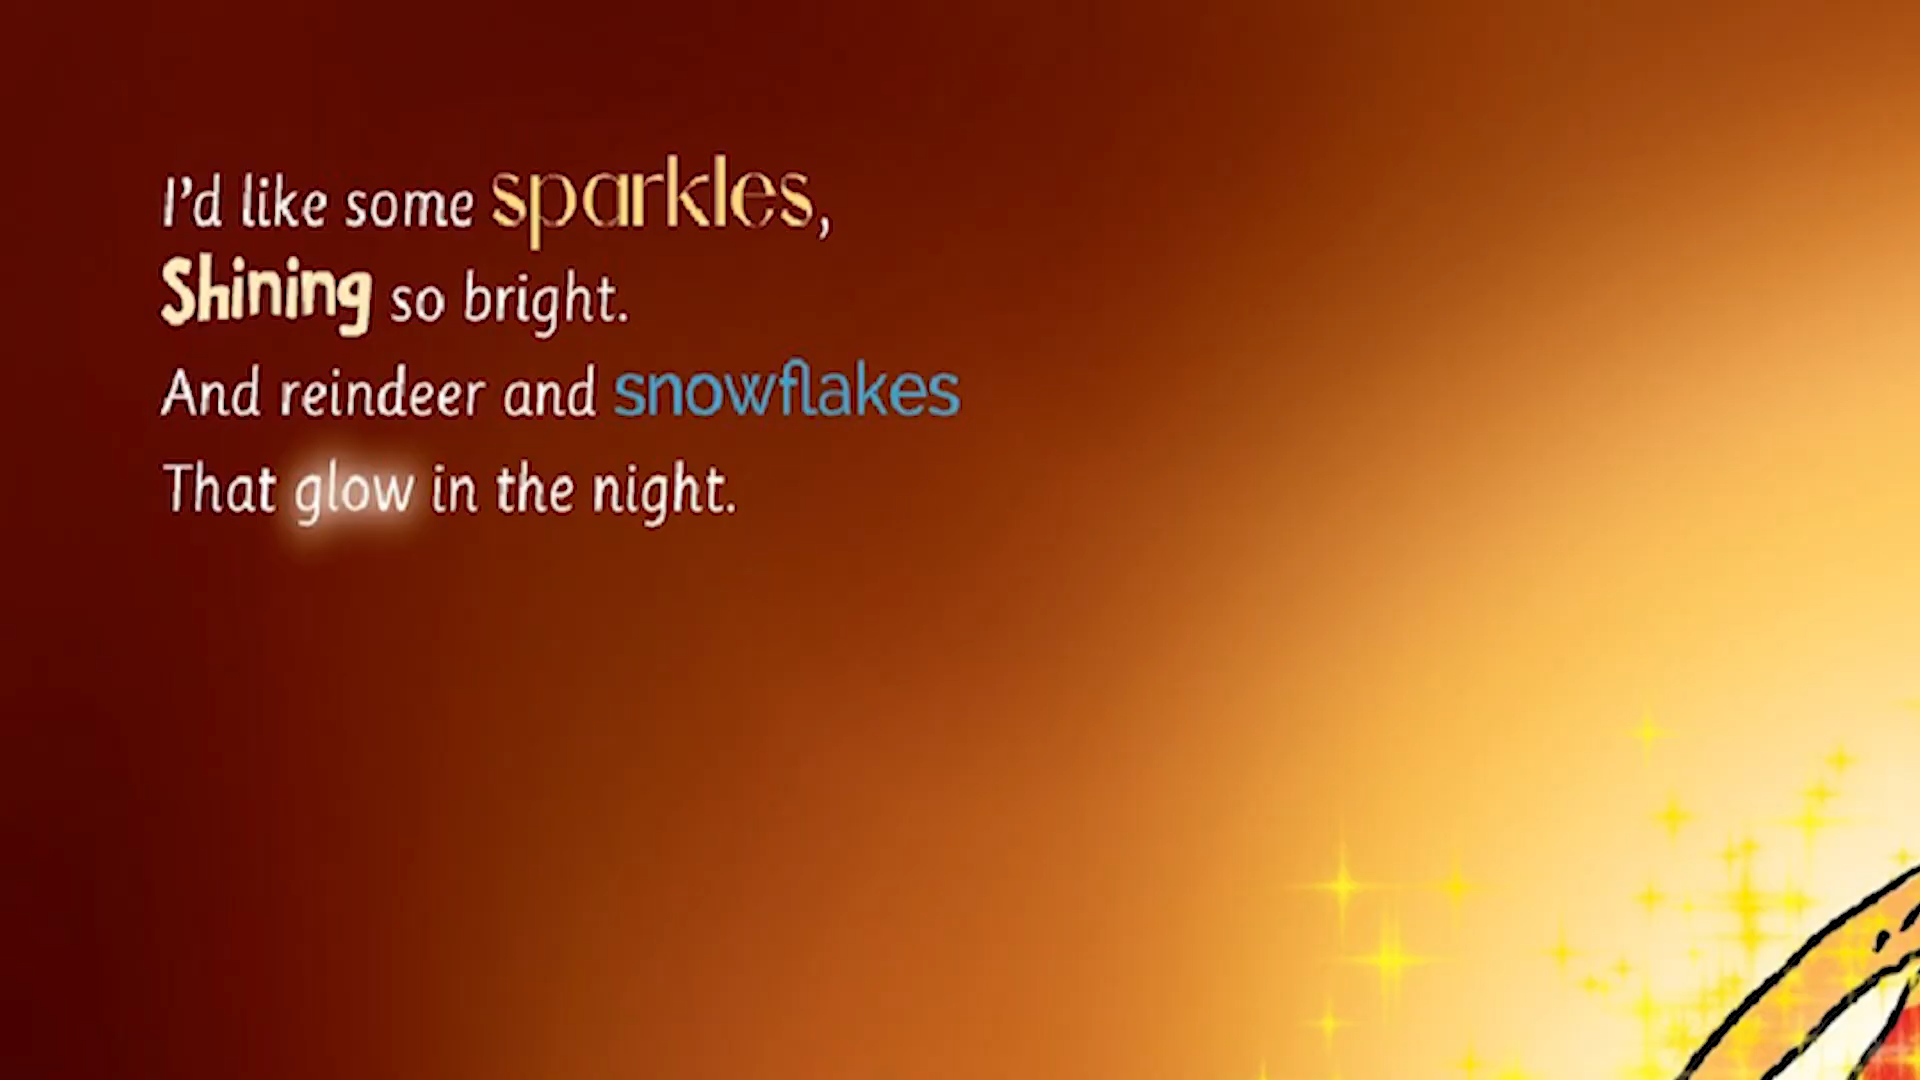 I'd like some sparkles,
Shining so bright.
And reindeer and snowflakes
That glow in the night.